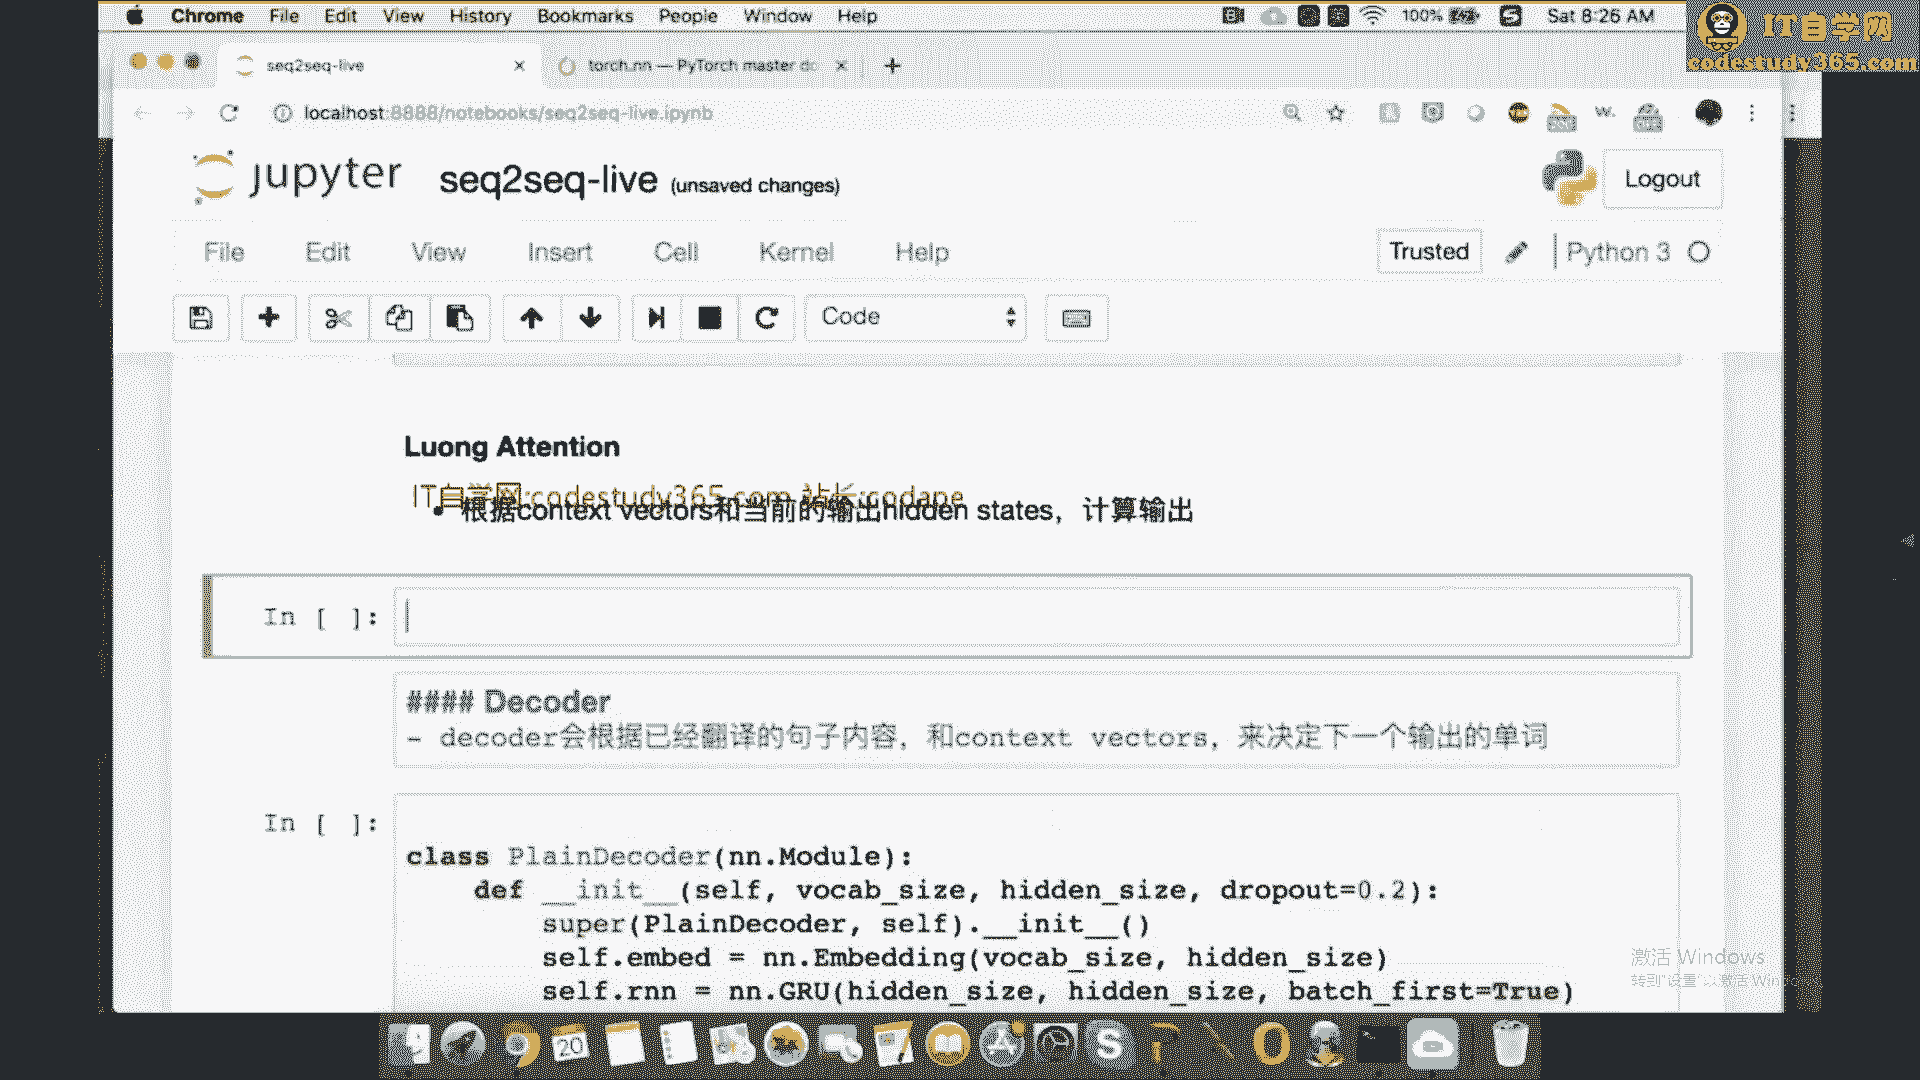 Chrome File Edit View History Bookmarks People Window Help 100% Sat 8:26 AM
IT自学网
codestudy365.com
seq2seq-live
torch.nn — PyTorch master do
localhost:8888/notebooks/seq2seq-live.ipynb
jupyter seq2seq-live (unsaved changes)
Logout
File Edit View Insert Cell Kernel Help
Trusted
Python 3
Code
Luong Attention
IT自学网:codestudy365.com 站长:codape
根据context vectors和当前的输出hidden states，计算输出
In [ ]:
#### Decoder
- decoder会根据已经翻译的句子内容，和context vectors，来决定下一个输出的单词
In [ ]:
class PlainDecoder(nn.Module):
def __init__(self, vocab_size, hidden_size, dropout=0.2):
super(PlainDecoder, self).__init__()
self.embed = nn.Embedding(vocab_size, hidden_size)
self.rnn = nn.GRU(hidden_size, hidden_size, batch_first=True)
激活 Windows
转到"设置"以激活 Windo
20